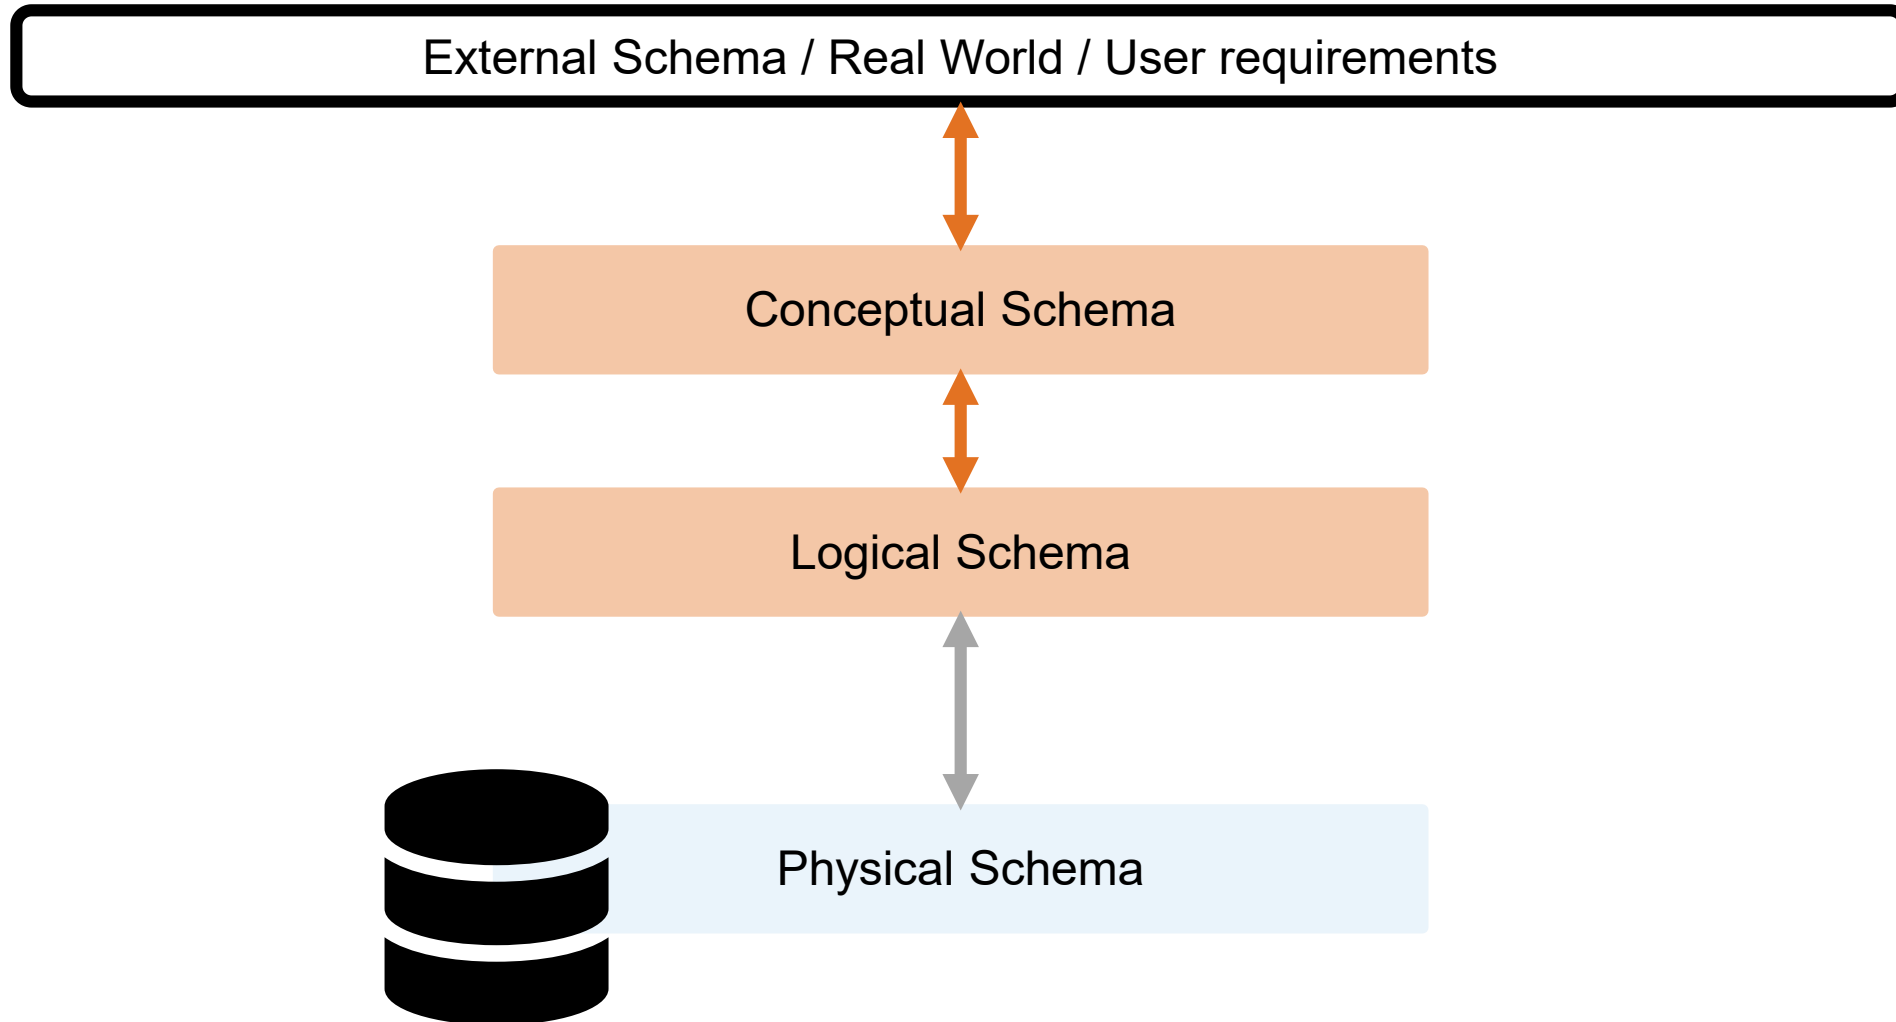 External Schema / Real World / User requirements
Conceptual Schema
Logical Schema
Physical Schema